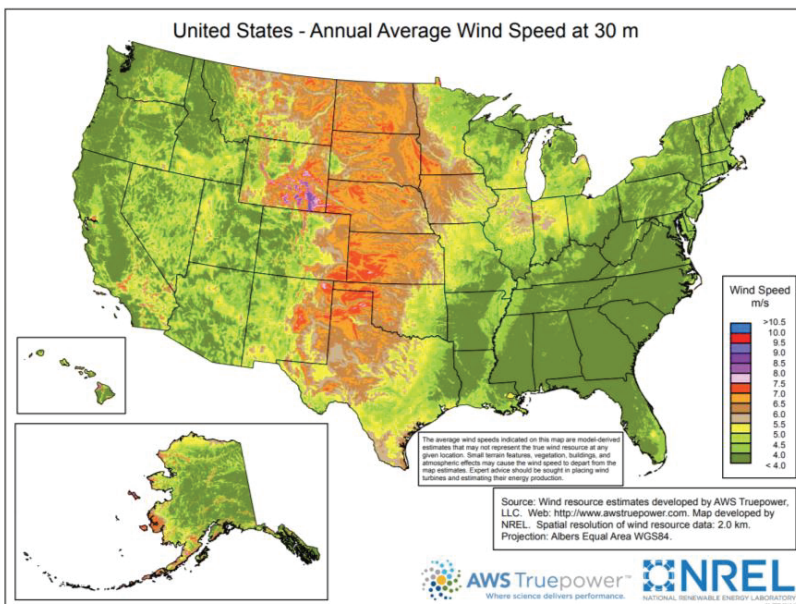 United States - Annual Average Wind Speed at 30 m
Wind Speed
m/s
>10.5
10.0
9.5
9.0
8.5
8.0
7.5
7.0
6.5
6.0
5.5
5.0
4.5
4.0
< 4.0
The average wind speeds indicated on this map are model-derived
estimates that may not represent the true wind resource at any
given location. Small terrain features, vegetation, buildings, and
atmospheric effects may cause the wind speed to depart from the
map estimates. Expert advice should be sought in placing wind
turbines and estimating their energy production.
Source: Wind resource estimates developed by AWS Truepower,
LLC. Web: http://www.awstruepower.com. Map developed by
NREL. Spatial resolution of wind resource data: 2.0 km.
Projection: Albers Equal Area WGS84.
AWS Truepower™
Where science delivers performance.
NREL
NATIONAL RENEWABLE ENERGY LABORATORY